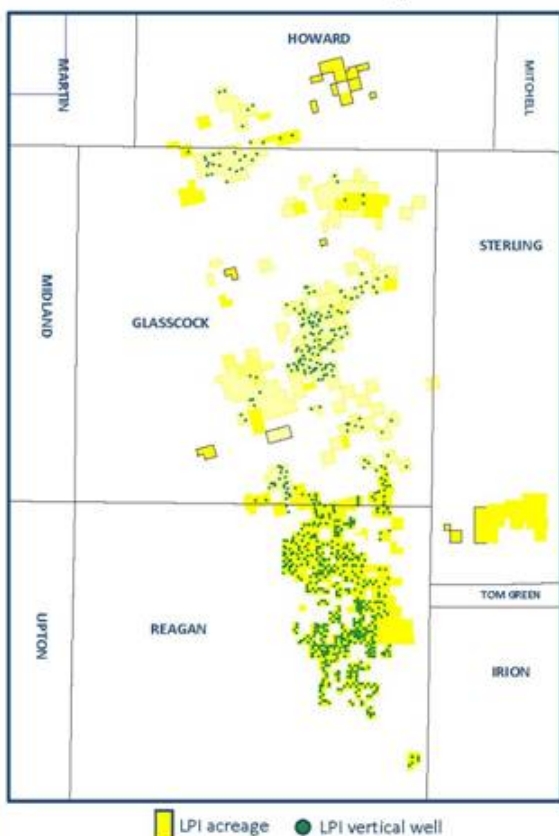 HOWARD
MARTIN
MITCHELL
STERLING
MIDLAND
GLASSCOCK
TOM GREEN
UPTON
REAGAN
IRION
LPI acreage
LPI vertical well